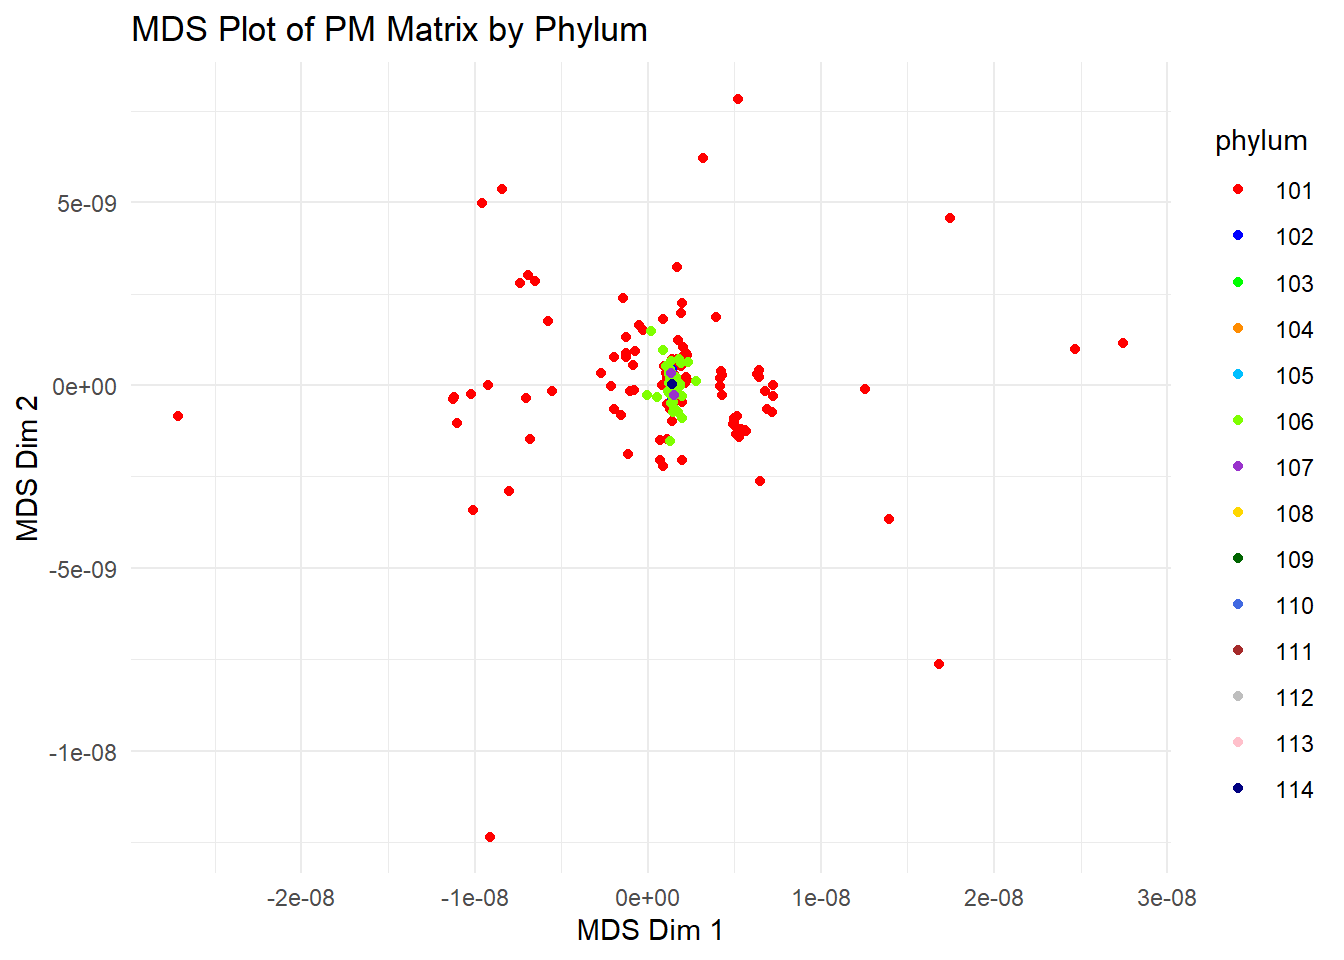 MDS Plot of PM Matrix by Phylum
5e-09
0e+00
-5e-09
-1e-08
MDS Dim 2
-2e-08
-1e-08
0e+00
1e-08
2e-08
3e-08
MDS Dim 1
phylum
101
102
103
104
105
106
107
108
109
110
111
112
113
114